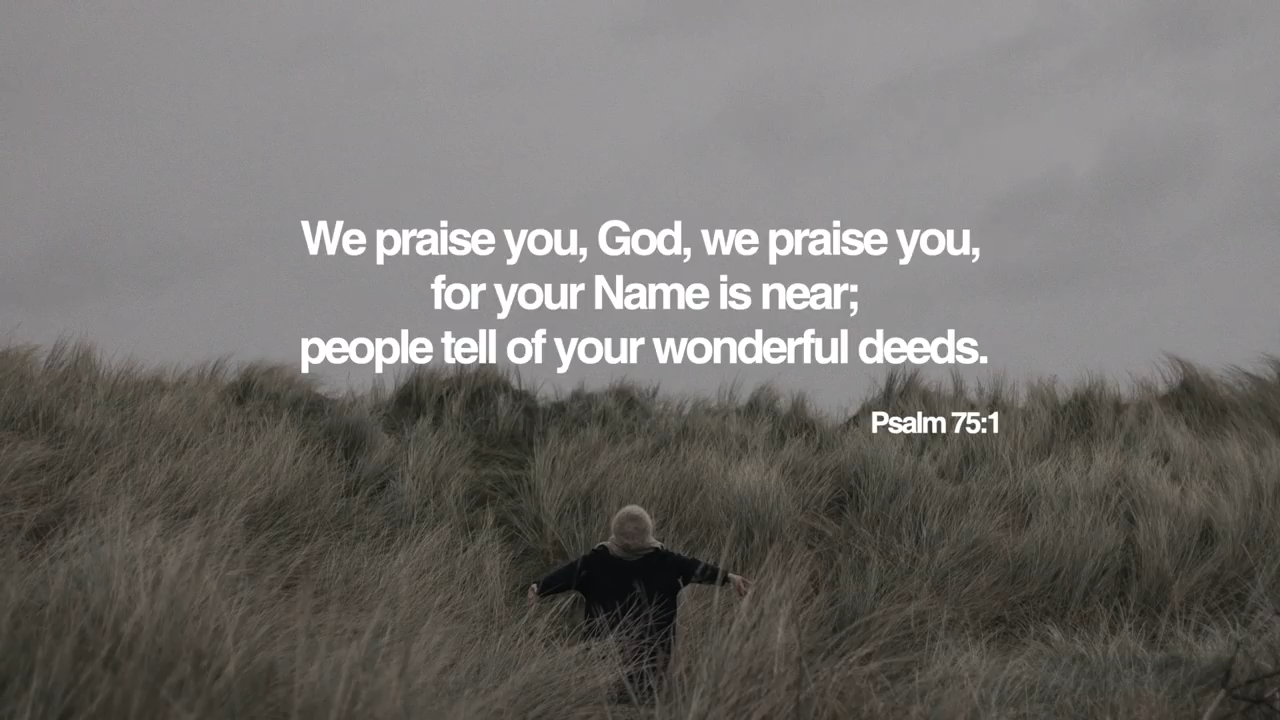 We praise you, God, we praise you,
for your Name is near;
people tell of your wonderful deeds.
Psalm 75:1